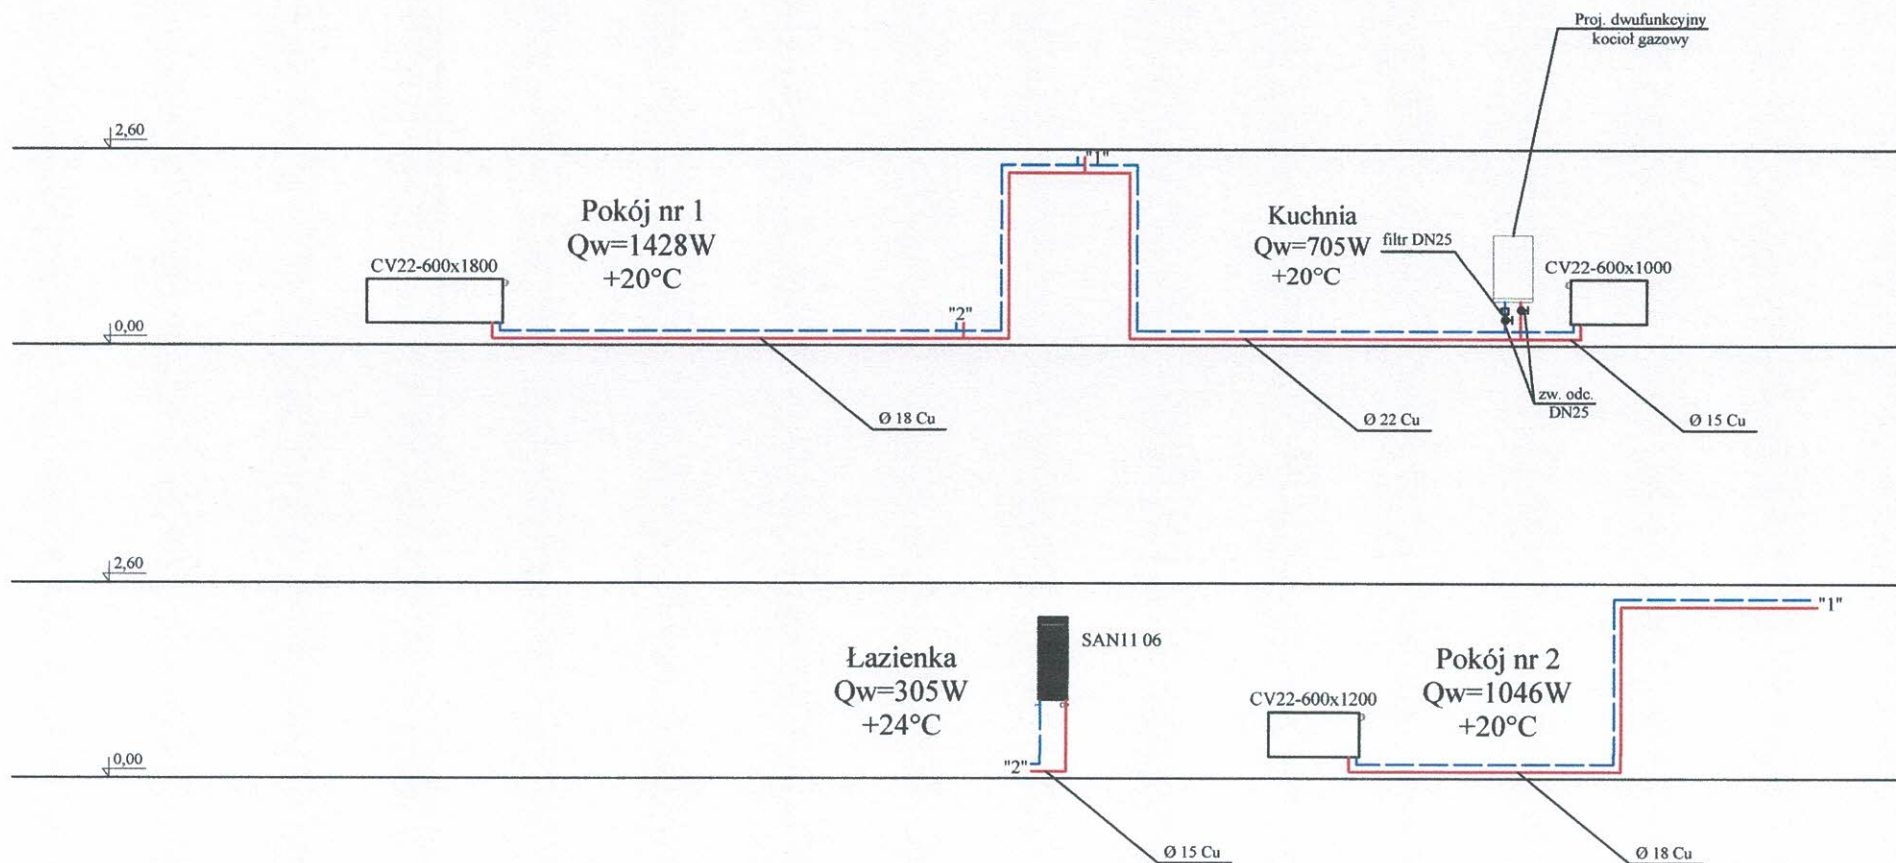 Proj. dwufunkcyjny
kocioł gazowy
2,60
"1"
Pokój nr 1
Qw=1428W
+20°C
Kuchnia
Qw=705W
+20°C
filtr DN25
CV22-600x1800
CV22-600x1000
"2"
0,00
zw. odc.
DN25
Ø 18 Cu
Ø 22 Cu
Ø 15 Cu
2,60
"1"
SAN11 06
Łazienka
Qw=305W
+24°C
Pokój nr 2
Qw=1046W
+20°C
CV22-600x1200
0,00
"2"
Ø 15 Cu
Ø 18 Cu